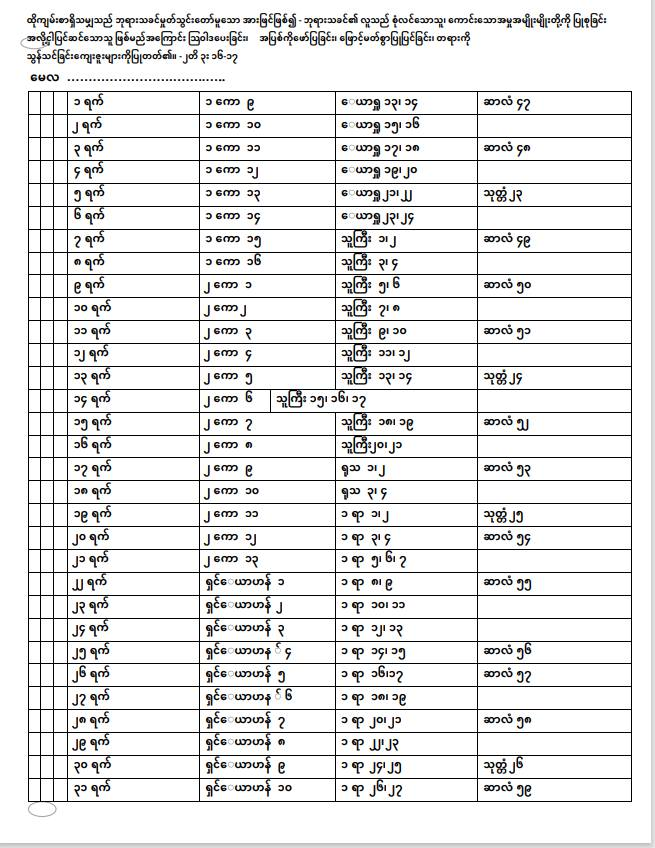 ထိုကျမ်းစာရှိသမျှသည် ဘုရားသခင်မှုတ်သွင်းတော်မူသော အားဖြင့်ဖြစ်၍ - ဘုရားသခင်၏ လူသည် စုံလင်သောသူ၊ ကောင်းသောအမှုအမျိုးမျိုးတို့ကို ပြုစုခြင်း
အလို့ငှါပြင်ဆင်သောသူ ဖြစ်မည်အကြောင်း ဩဝါဒပေးခြင်း၊ အပြစ်ကိုဖော်ပြခြင်း၊ ဖြောင့်မတ်စွာပြုပြင်ခြင်း၊ တရားကို
သွန်သင်ခြင်းကျေးဇူးများကိုပြုတတ်၏။ -၂တိ ၃း ၁၆-၁၇
မေလ ………………………………..
၁ ရက် ၁ ကော ၉ ယောရှု ၁၃၊ ၁၄ ဆာလံ ၄၇
၂ ရက် ၁ ကော ၁၀ ယောရှု ၁၅၊ ၁၆
၃ ရက် ၁ ကော ၁၁ ယောရှု ၁၇၊ ၁၈ ဆာလံ ၄၈
၄ ရက် ၁ ကော ၁၂ ယောရှု ၁၉၊၂၀
၅ ရက် ၁ ကော ၁၃ ယောရှု၂၁၊၂၂ သုတ္တံ၂၃
၆ ရက် ၁ ကော ၁၄ ယောရှု၂၃၊၂၄
၇ ရက် ၁ ကော ၁၅ သူကြီး ၁၊၂ ဆာလံ ၄၉
၈ ရက် ၁ ကော ၁၆ သူကြီး ၃၊ ၄
၉ ရက် ၂ ကော ၁ သူကြီး ၅၊ ၆ ဆာလံ ၅၀
၁၀ ရက် ၂ ကော ၂ သူကြီး ၇၊ ၈
၁၁ ရက် ၂ ကော ၃ သူကြီး ၉၊ ၁၀ ဆာလံ ၅၁
၁၂ ရက် ၂ ကော ၄ သူကြီး ၁၁၊ ၁၂
၁၃ ရက် ၂ ကော ၅ သူကြီး ၁၃၊ ၁၄ သုတ္တံ၂၄
၁၄ ရက် ၂ ကော ၆ သူကြီး ၁၅၊ ၁၆၊ ၁၇
၁၅ ရက် ၂ ကော ၇ သူကြီး ၁၈၊ ၁၉ ဆာလံ ၅၂
၁၆ ရက် ၂ ကော ၈ သူကြီး၂၀၊၂၁
၁၇ ရက် ၂ ကော ၉ ရုသ ၁၊၂ ဆာလံ ၅၃
၁၈ ရက် ၂ ကော ၁၀ ရုသ ၃၊ ၄
၁၉ ရက် ၂ ကော ၁၁ ၁ ရာ ၁၊၂ သုတ္တံ၂၅
၂၀ ရက် ၂ ကော ၁၂ ၁ ရာ ၃၊ ၄ ဆာလံ ၅၄
၂၁ ရက် ၂ ကော ၁၃ ၁ ရာ ၅၊ ၆၊ ၇
၂၂ ရက် ရှင်ယောဟန် ၁ ၁ ရာ ၈၊ ၉ ဆာလံ ၅၅
၂၃ ရက် ရှင်ယောဟန် ၂ ၁ ရာ ၁၀၊ ၁၁
၂၄ ရက် ရှင်ယောဟန် ၃ ၁ ရာ ၁၂၊ ၁၃
၂၅ ရက် ရှင်ယောဟန ် ၄ ၁ ရာ ၁၄၊ ၁၅ ဆာလံ ၅၆
၂၆ ရက် ရှင်ယောဟန် ၅ ၁ ရာ ၁၆၊၁၇ ဆာလံ ၅၇
၂၇ ရက် ရှင်ယောဟန ် ၆ ၁ ရာ ၁၈၊ ၁၉
၂၈ ရက် ရှင်ယောဟန် ၇ ၁ ရာ ၂၀၊၂၁ ဆာလံ ၅၈
၂၉ ရက် ရှင်ယောဟန် ၈ ၁ ရာ ၂၂၊၂၃
၃၀ ရက် ရှင်ယောဟန် ၉ ၁ ရာ ၂၄၊၂၅ သုတ္တံ၂၆
၃၁ ရက် ရှင်ယောဟန် ၁၀ ၁ ရာ ၂၆၊၂၇ ဆာလံ ၅၉